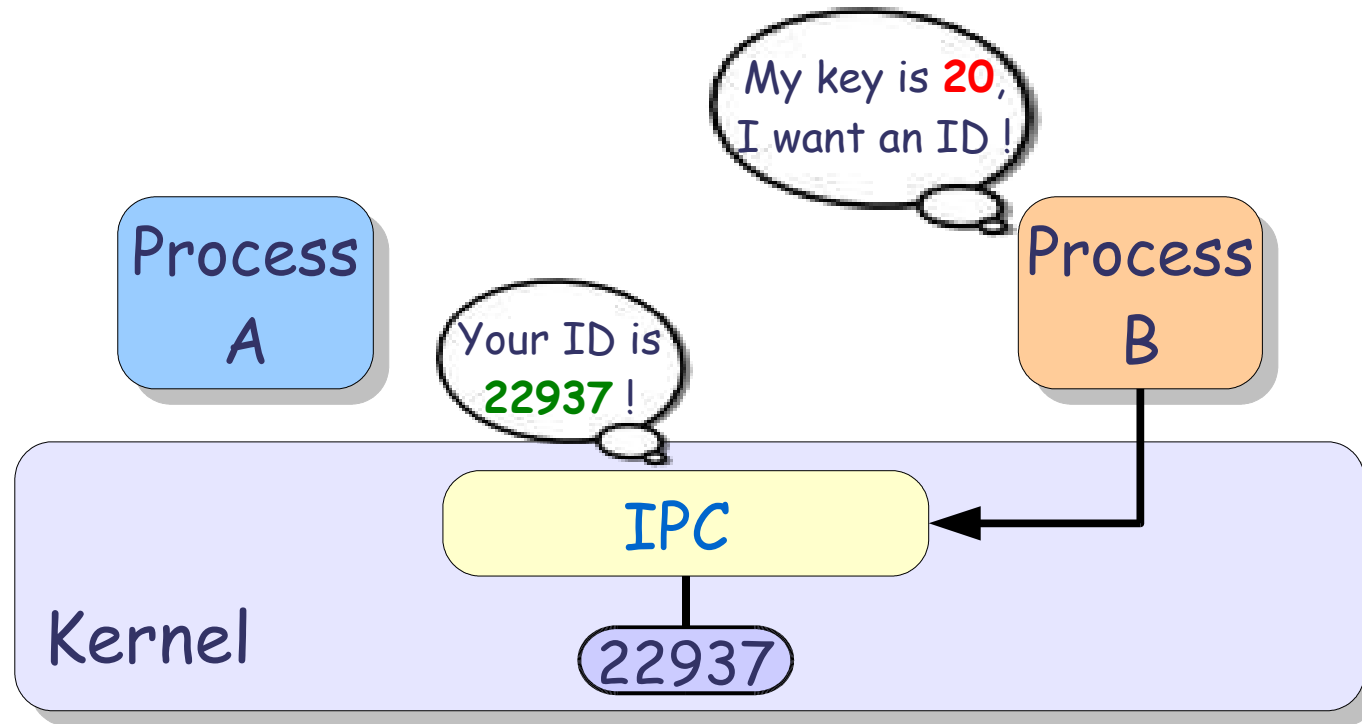 My key is 20,
I want an ID !
Process
A
Process
B
Your ID is
22937 !
IPC
Kernel
22937